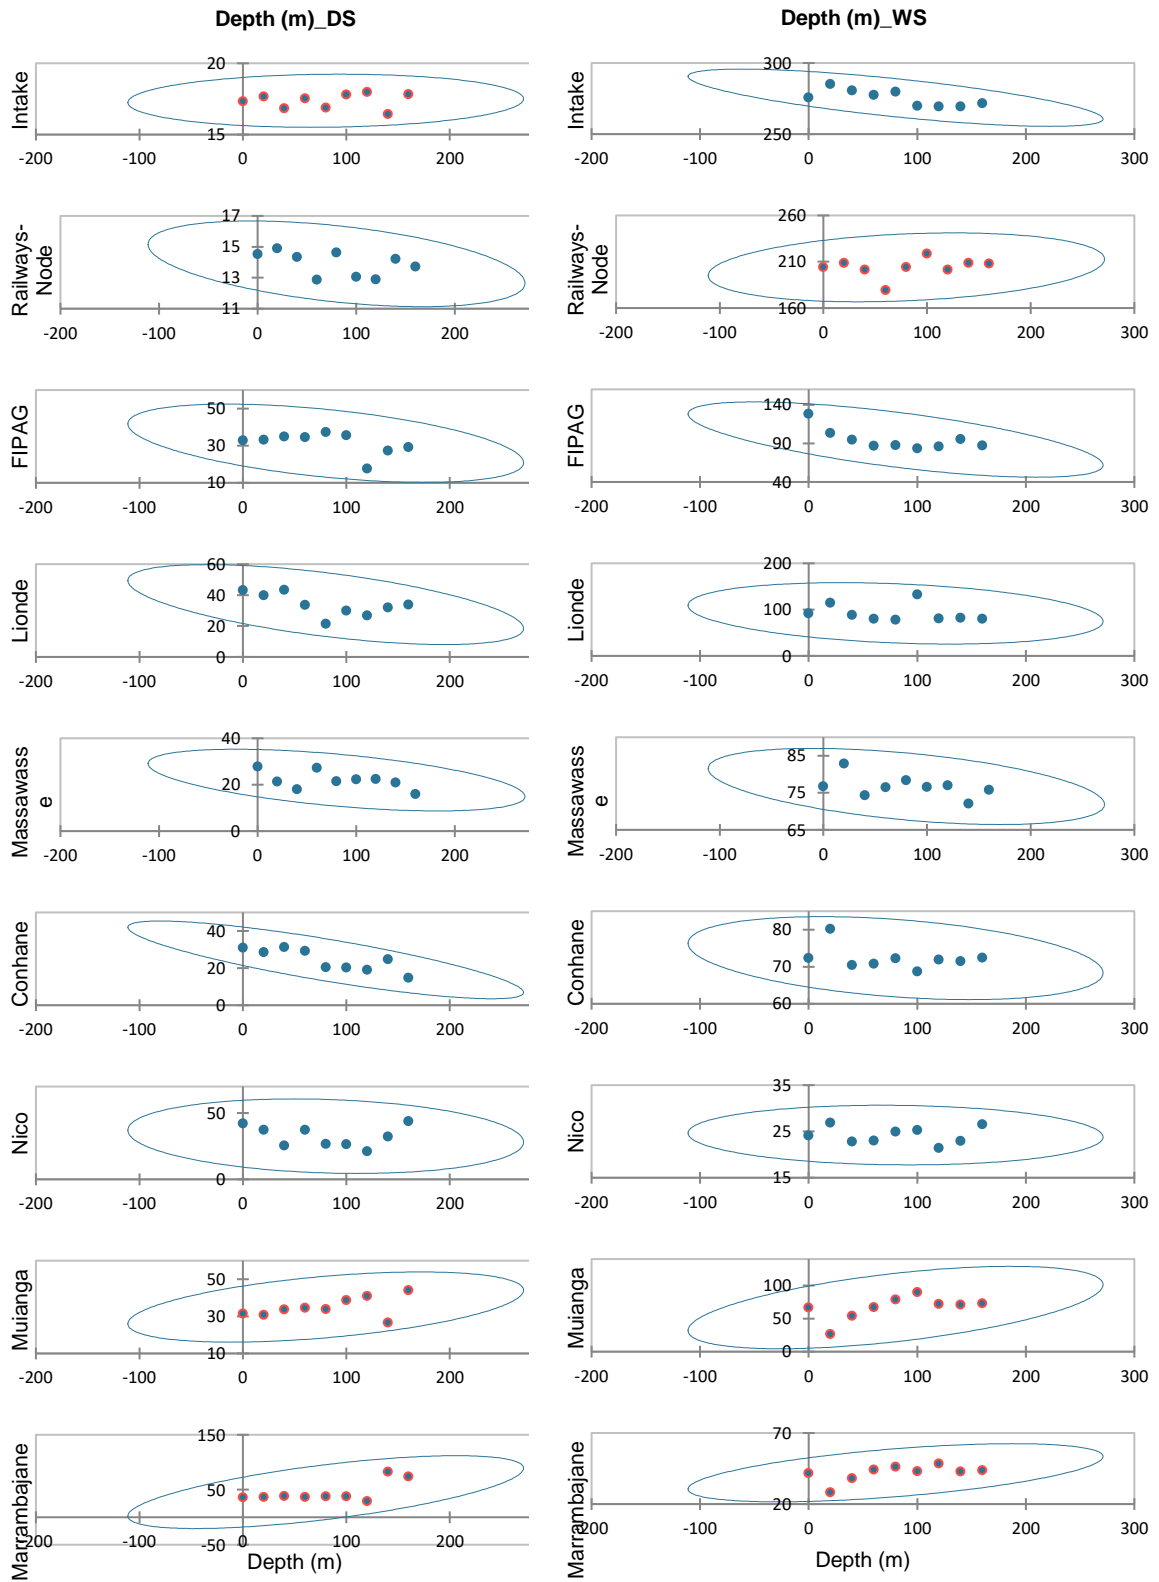 Depth (m)_DS
Depth (m)_WS
Intake
20
15
-200 -100 0 100 200
Intake
300
250
-200 -100 0 100 200 300
Railways-
Node
17
15
13
11
-200 -100 0 100 200
Railways-
Node
260
210
160
-200 -100 0 100 200 300
FIPAG
50
30
10
-200 -100 0 100 200
FIPAG
140
90
40
-200 -100 0 100 200 300
Lionde
60
40
20
0
-200 -100 0 100 200
Lionde
200
100
0
-200 -100 0 100 200 300
Massawass
e
40
20
0
-200 -100 0 100 200
Massawass
e
85
75
65
-200 -100 0 100 200 300
Conhane
40
20
0
-200 -100 0 100 200
Conhane
80
70
60
-200 -100 0 100 200 300
Nico
50
0
-200 -100 0 100 200
Nico
35
25
15
-200 -100 0 100 200 300
Muianga
50
30
10
-200 -100 0 100 200
Muianga
100
50
0
-200 -100 0 100 200 300
Marrambajane
150
50
-50
-200 -100 0 100 200
Depth (m)
Marrambajane
70
20
-200 -100 0 100 200 300
Depth (m)